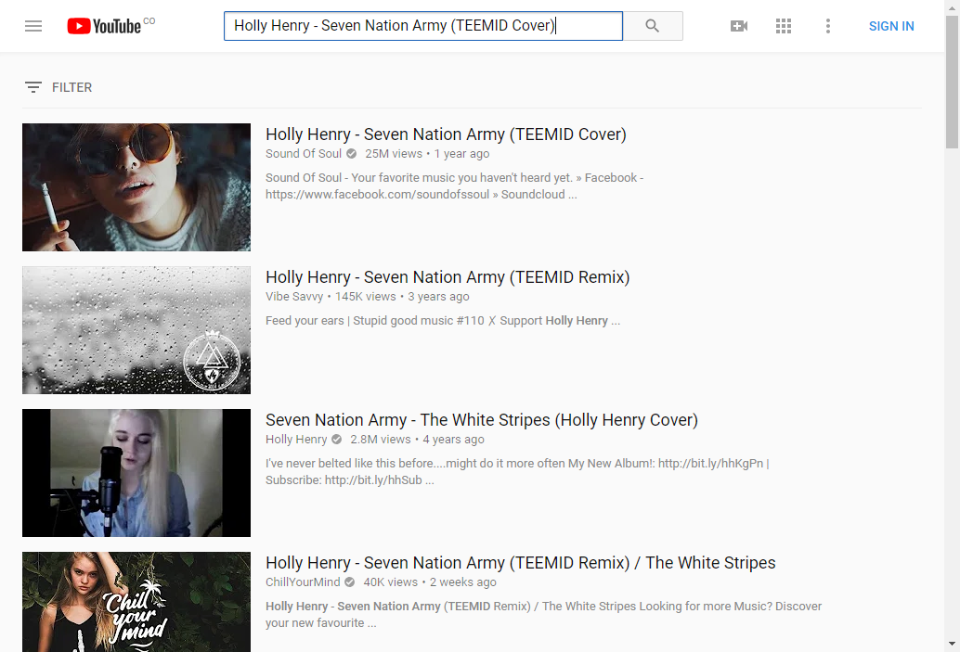 YouTube CO
Holly Henry - Seven Nation Army (TEEMID Cover)
SIGN IN
FILTER
Holly Henry - Seven Nation Army (TEEMID Cover)
Sound Of Soul 25M views • 1 year ago
Sound Of Soul - Your favorite music you haven't heard yet. » Facebook -
https://www.facebook.com/soundofssoul » Soundcloud ...
Holly Henry - Seven Nation Army (TEEMID Remix)
Vibe Savvy • 145K views • 3 years ago
Feed your ears | Stupid good music #110 ✗ Support Holly Henry ...
Seven Nation Army - The White Stripes (Holly Henry Cover)
Holly Henry 2.8M views • 4 years ago
I've never belted like this before....might do it more often My New Album!: http://bit.ly/hhKgPn |
Subscribe: http://bit.ly/hhSub ...
Chill
your
mind
Holly Henry - Seven Nation Army (TEEMID Remix) / The White Stripes
ChillYourMind 40K views • 2 weeks ago
Holly Henry - Seven Nation Army (TEEMID Remix) / The White Stripes Looking for more Music? Discover
your new favourite ...